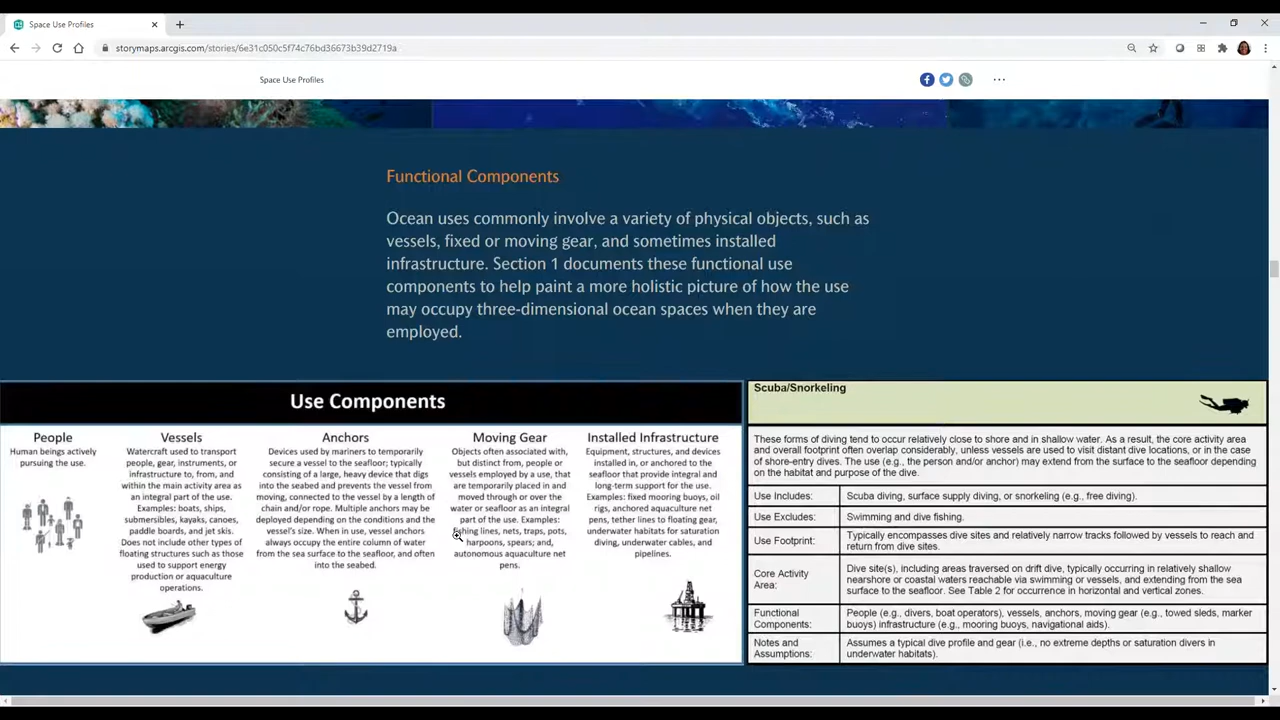 Space Use Profiles
storymaps.arcgis.com/stories/6e31c050c5f74c76bd36673b39d2719a
Space Use Profiles
Functional Components
Ocean uses commonly involve a variety of physical objects, such as
vessels, fixed or moving gear, and sometimes installed
infrastructure. Section 1 documents these functional use
components to help paint a more holistic picture of how the use
may occupy three-dimensional ocean spaces when they are
employed.
Use Components
People
Human beings actively
pursuing the use.
Vessels
Watercraft used to transport
people, gear, instruments, or
infrastructure to, from, and
within the main activity area as
an integral part of the use.
Examples: boats, ships,
submersibles, kayaks, canoes,
paddle boards, and jet skis.
Does not include other types of
floating structures such as those
used to support energy
production or aquaculture
operations.
Anchors
Devices used by mariners to temporarily
secure a vessel to the seafloor; typically
consisting of a large, heavy device that digs
into the seabed and prevents the vessel from
moving, connected to the vessel by a length of
chain and/or rope. Multiple anchors may be
deployed depending on the conditions and the
vessel's size. When in use, vessel anchors
always occupy the entire column of water
from the sea surface to the seafloor, and often
into the seabed.
Moving Gear
Objects often associated with,
but distinct from, people or
vessels employed by a use, that
are temporarily placed in and
moved through or over the
water or seafloor as an integral
part of the use. Examples:
fishing lines, nets, traps, pots,
harpoons, spears; and,
autonomous aquaculture net
pens.
Installed Infrastructure
Equipment, structures, and devices
installed in, or anchored to the
seafloor that provide integral and
long-term support for the use.
Examples: fixed mooring buoys, oil
rigs, anchored aquaculture net
pens, tether lines to floating gear,
underwater habitats for saturation
diving, underwater cables, and
pipelines.
Scuba/Snorkeling
These forms of diving tend to occur relatively close to shore and in shallow water. As a result, the core activity area
and overall footprint often overlap considerably, unless vessels are used to visit distant dive locations, or in the case
of shore-entry dives. The use (e.g., the person and/or anchor) may extend from the surface to the seafloor depending
on the habitat and purpose of the dive.
Use Includes: Scuba diving, surface supply diving, or snorkeling (e.g., free diving).
Use Excludes: Swimming and dive fishing.
Use Footprint: Typically encompasses dive sites and relatively narrow tracks followed by vessels to reach and
return from dive sites.
Core Activity
Area:
Dive site(s), including areas traversed on drift dive, typically occurring in relatively shallow
nearshore or coastal waters reachable via swimming or vessels, and extending from the sea
surface to the seafloor. See Table 2 for occurrence in horizontal and vertical zones.
Functional
Components:
People (e.g., divers, boat operators), vessels, anchors, moving gear (e.g., towed sleds, marker
buoys) infrastructure (e.g., mooring buoys, navigational aids).
Notes and
Assumptions:
Assumes a typical dive profile and gear (i.e., no extreme depths or saturation divers in
underwater habitats).